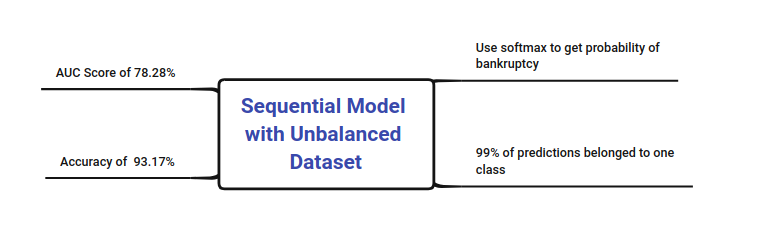 AUC Score of 78.28%
Accuracy of 93.17%
Sequential Model
with Unbalanced
Dataset
Use softmax to get probability of
bankruptcy
99% of predictions belonged to one
class